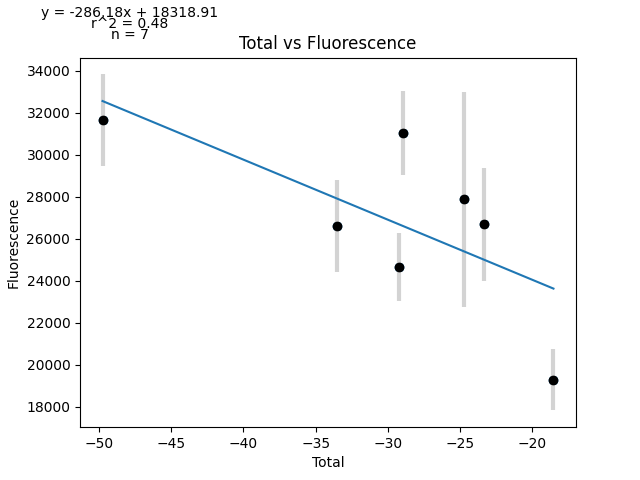 y = -286.18x + 18318.91
r^2 = 0.48
n = 7
Total vs Fluorescence
34000
32000
30000
28000
26000
24000
22000
20000
18000
Fluorescence
−50
−45
−40
−35
−30
−25
−20
Total